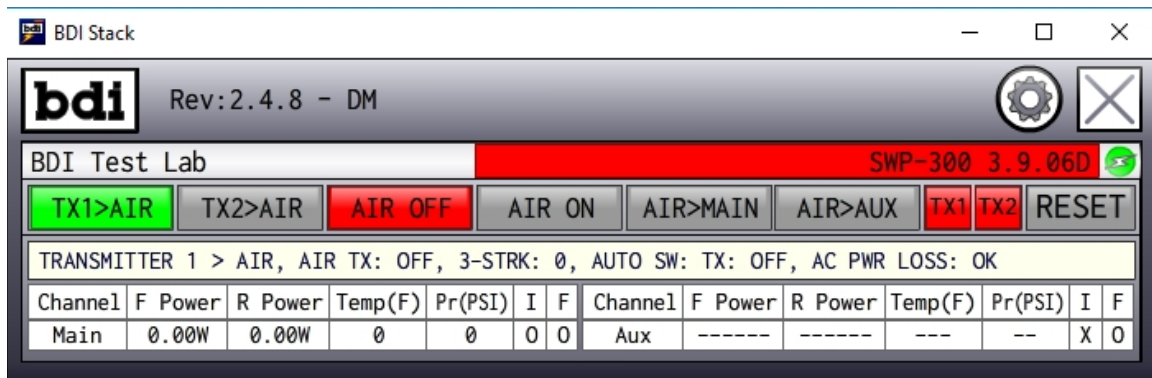 BDI Stack
bdi Rev:2.4.8 - DM
BDI Test Lab SWP-300 3.9.06D
TX1>AIR TX2>AIR AIR OFF AIR ON AIR>MAIN AIR>AUX TX1 TX2 RESET
TRANSMITTER 1 > AIR, AIR TX: OFF, 3-STRK: 0, AUTO SW: TX: OFF, AC PWR LOSS: OK
Channel F Power R Power Temp(F) Pr(PSI) I F Channel F Power R Power Temp(F) Pr(PSI) I F
Main 0.00W 0.00W 0 0 O O Aux ------ ------ --- -- X O